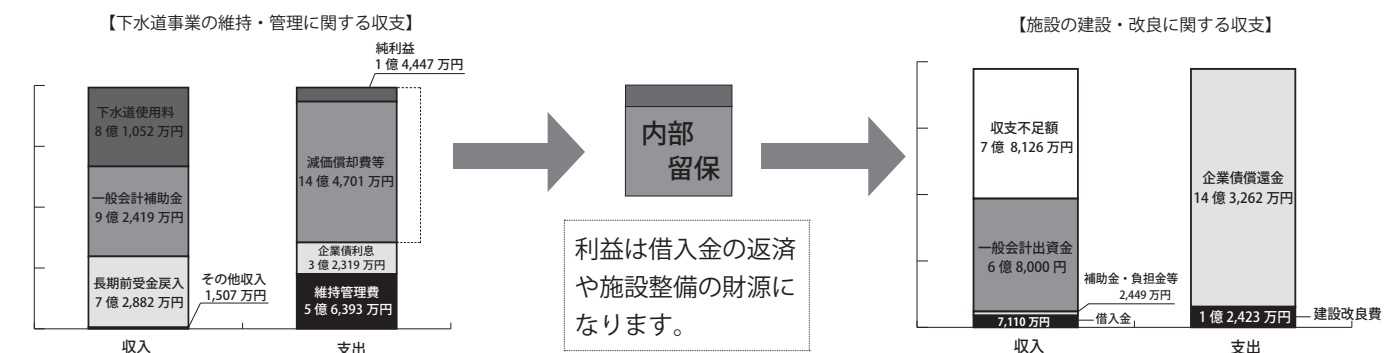 【下水道事業の維持・管理に関する収支】
純利益
1 億 4,447 万円
下水道使用料
8 億 1,052 万円
一般会計補助金
9 億 2,419 万円
長期前受金戻入
7 億 2,882 万円
その他収入
1,507 万円
収入
減価償却費等
14 億 4,701 万円
企業債利息
3 億 2,319 万円
維持管理費
5 億 6,393 万円
支出
内部
留保
利益は借入金の返済
や施設整備の財源に
なります。
【施設の建設・改良に関する収支】
収支不足額
7 億 8,126 万円
一般会計出資金
6 億 8,000 円
補助金・負担金等
2,449 万円
7,110 万円
借入金
収入
企業債償還金
14 億 3,262 万円
1 億 2,423 万円
建設改良費
支出